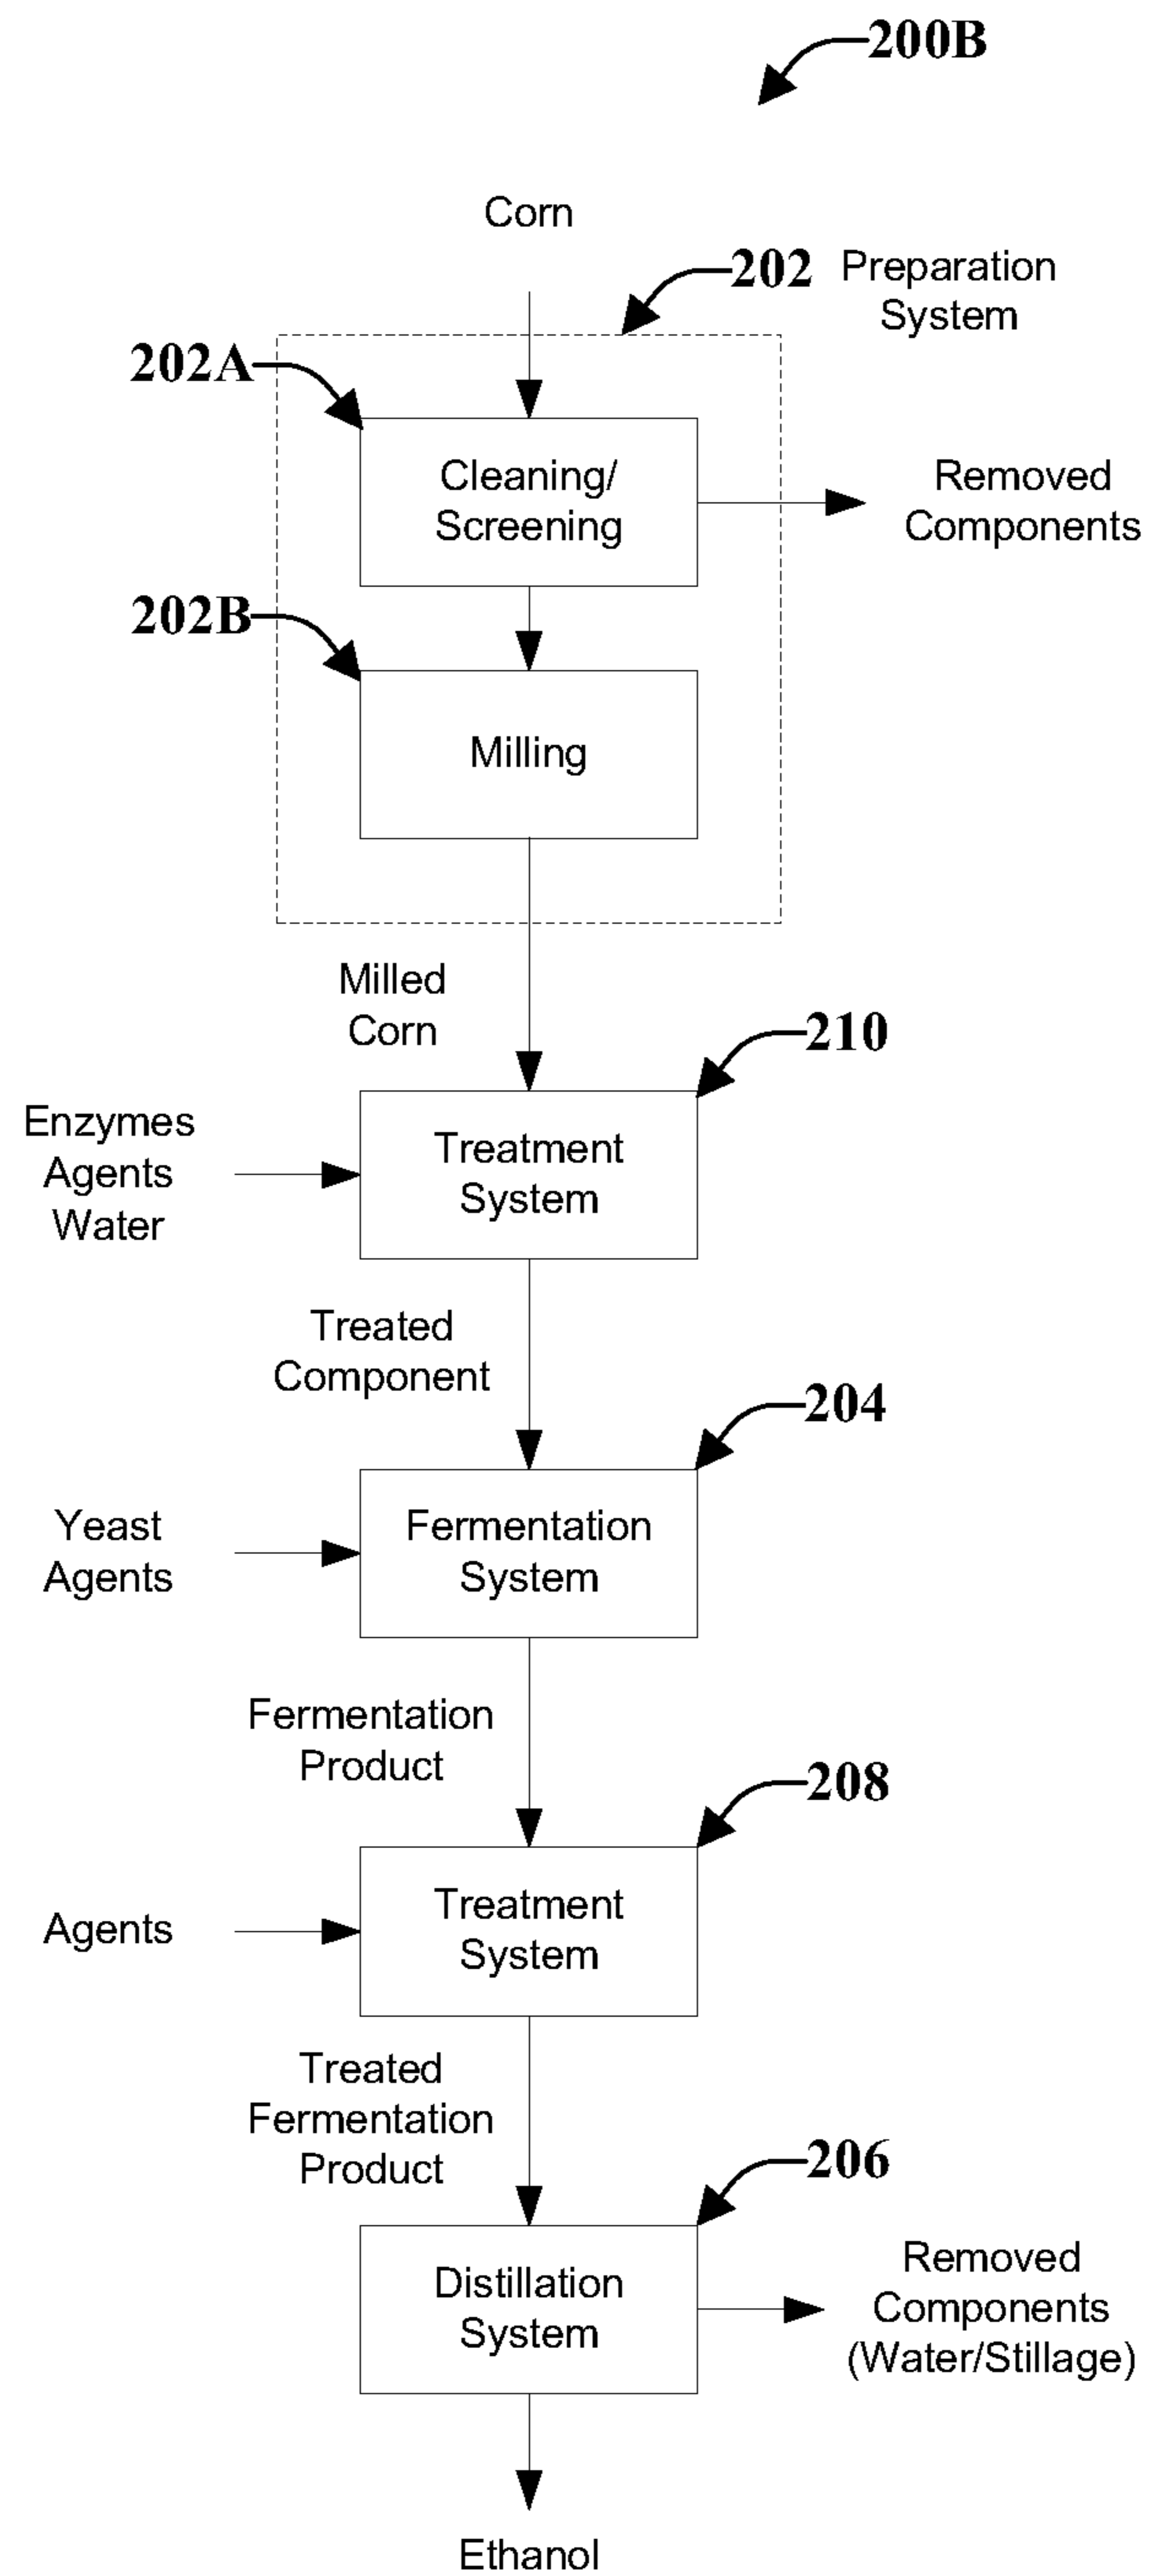 200B
Corn
202
Preparation
System
202A
Cleaning/
Screening
Removed
Components
202B
Milling
Milled
Corn
210
Enzymes
Agents
Water
Treatment
System
Treated
Component
204
Yeast
Agents
Fermentation
System
Fermentation
Product
208
Agents
Treatment
System
Treated
Fermentation
Product
206
Distillation
System
Removed
Components
(Water/Stillage)
Ethanol